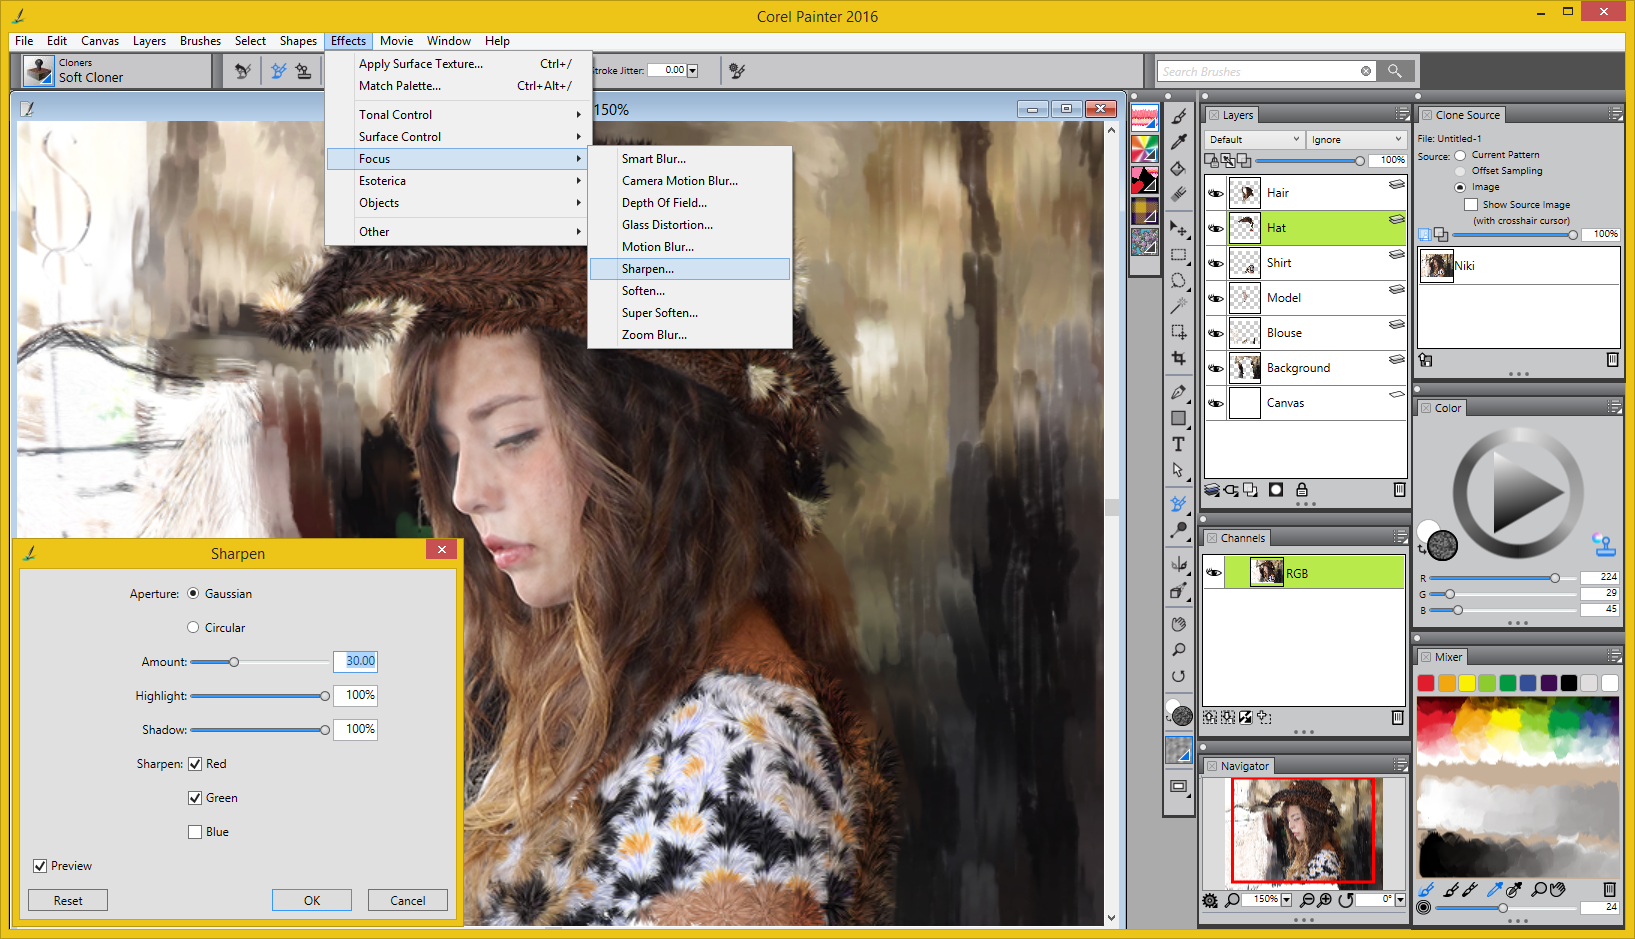 Corel Painter 2016
File Edit Canvas Layers Brushes Select Shapes Effects Movie Window Help
Cloners
Soft Cloner
Stroke Jitter: 0.00
Search Brushes
Apply Surface Texture... Ctrl+/
Match Palette... Ctrl+Alt+/
Tonal Control
Surface Control
Focus
Esoterica
Objects
Other
150%
Smart Blur...
Camera Motion Blur...
Depth Of Field...
Glass Distortion...
Motion Blur...
Sharpen...
Soften...
Super Soften...
Zoom Blur...
Sharpen
Aperture: Gaussian
Circular
Amount: 30.00
Highlight: 100%
Shadow: 100%
Sharpen: Red
Green
Blue
Preview
Reset OK Cancel
Layers
Default Ignore
100%
Hair
Hat
Shirt
Model
Blouse
Background
Canvas
Channels
RGB
Navigator
150% 0°
Clone Source
File: Untitled-1
Source: Current Pattern
Offset Sampling
Image
Show Source Image
(with crosshair cursor)
100%
Niki
Color
R 224
G 29
B 45
Mixer
24